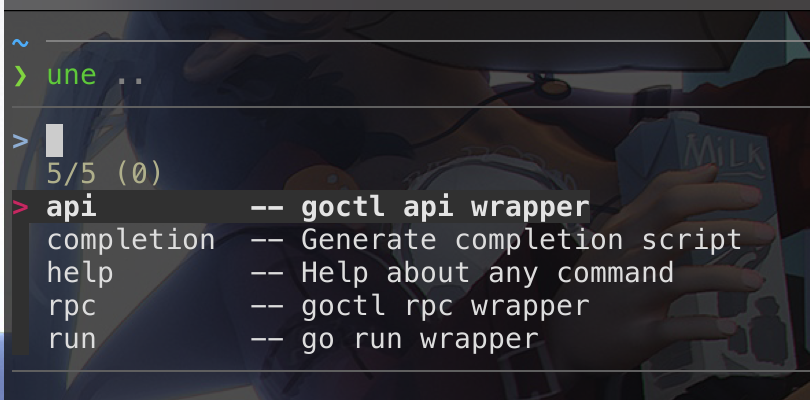 ~
❯ une ..
>
5/5 (0)
> api -- goctl api wrapper
completion -- Generate completion script
help -- Help about any command
rpc -- goctl rpc wrapper
run -- go run wrapper
MiLK